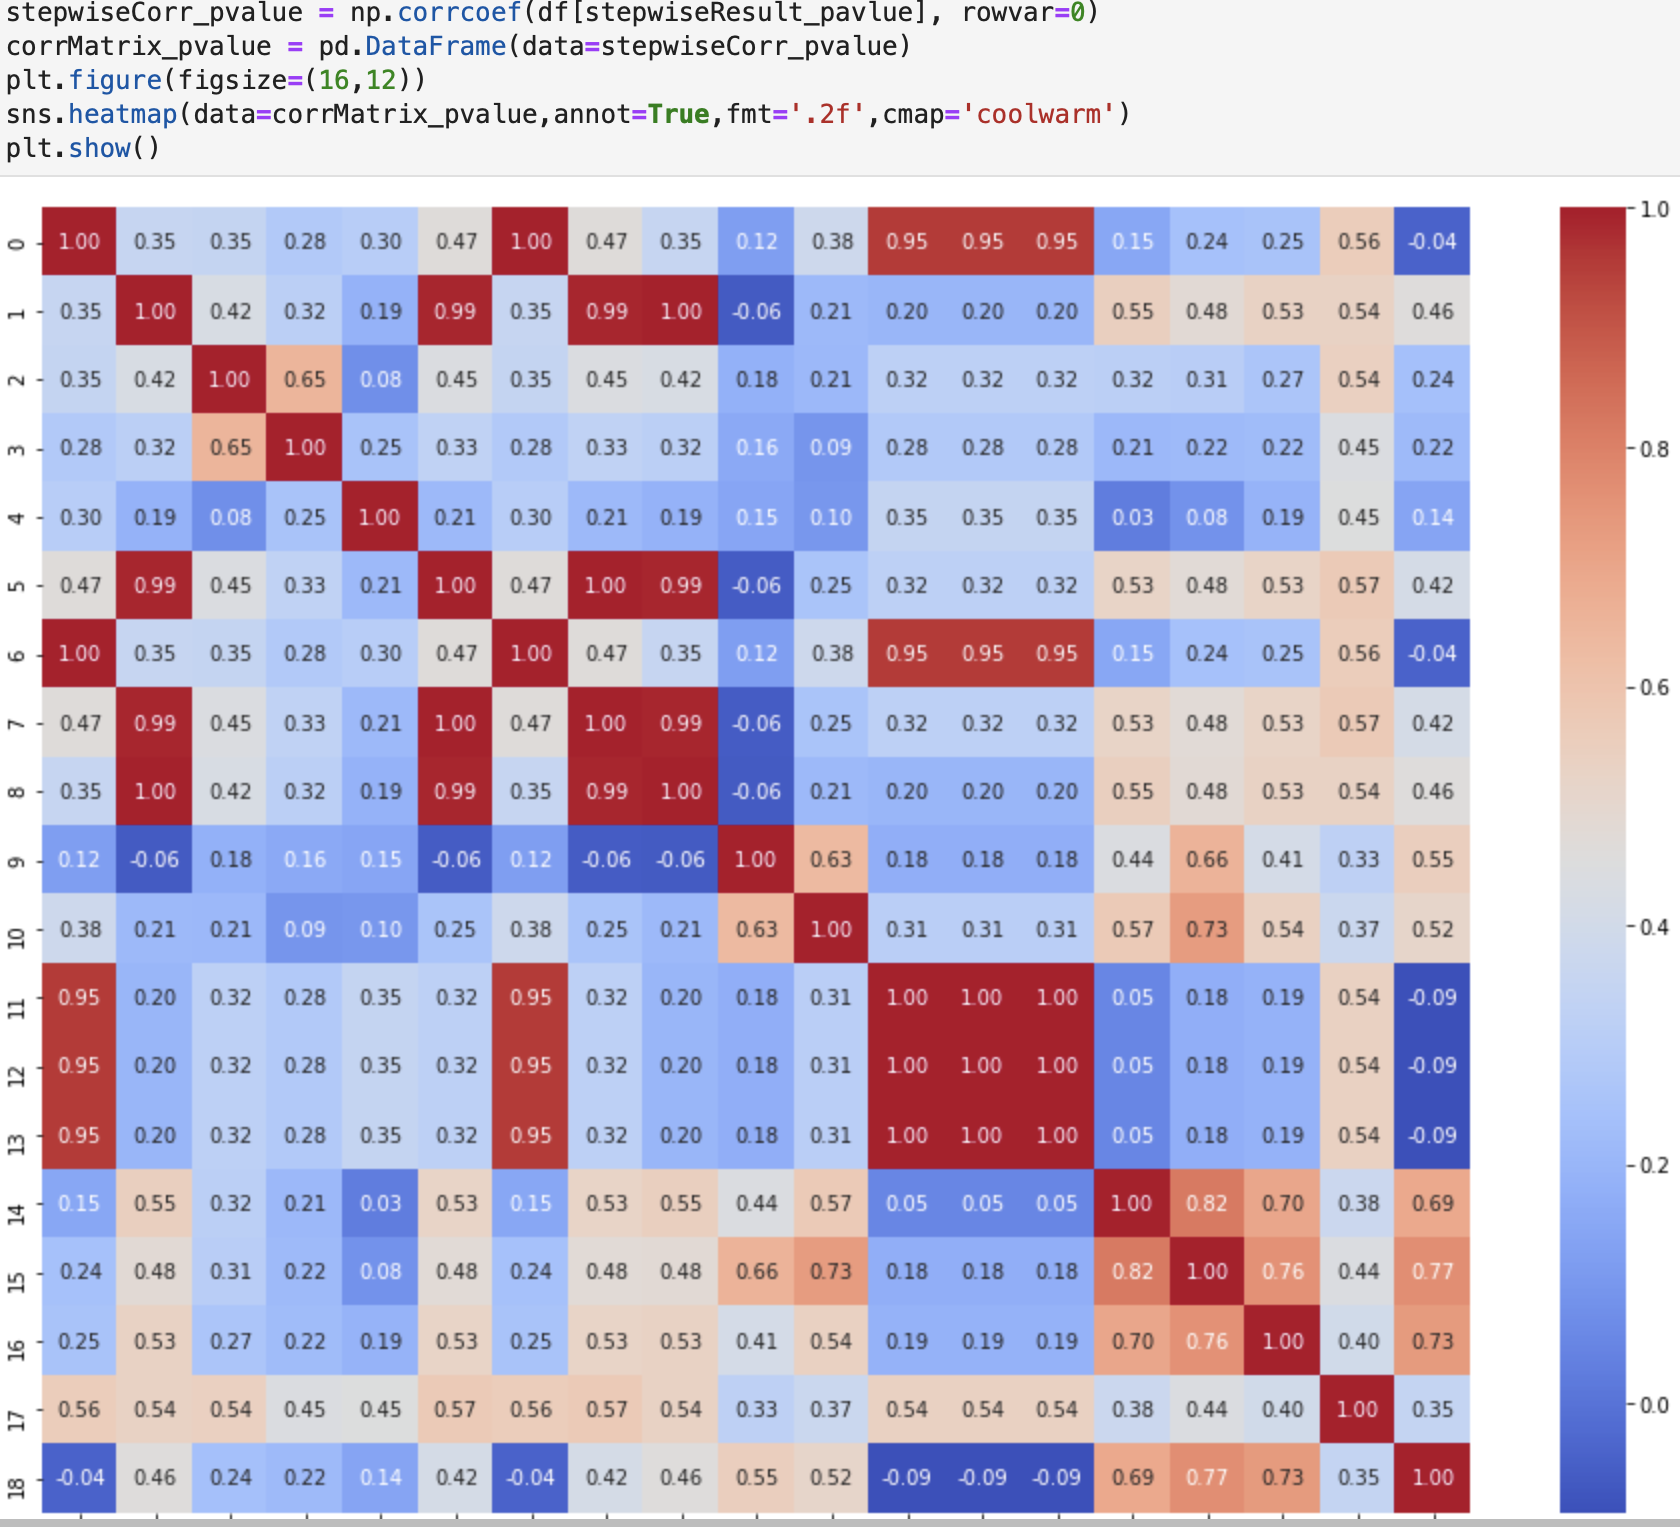 stepwiseCorr_pvalue = np.corrcoef(df[stepwiseResult_pavlue], rowvar=0)
corrMatrix_pvalue = pd.DataFrame(data=stepwiseCorr_pvalue)
plt.figure(figsize=(16,12))
sns.heatmap(data=corrMatrix_pvalue,annot=True,fmt='.2f',cmap='coolwarm')
plt.show()
0 1.00 0.35 0.35 0.28 0.30 0.47 1.00 0.47 0.35 0.12 0.38 0.95 0.95 0.95 0.15 0.24 0.25 0.56 -0.04
1 0.35 1.00 0.42 0.32 0.19 0.99 0.35 0.99 1.00 -0.06 0.21 0.20 0.20 0.20 0.55 0.48 0.53 0.54 0.46
2 0.35 0.42 1.00 0.65 0.08 0.45 0.35 0.45 0.42 0.18 0.21 0.32 0.32 0.32 0.32 0.31 0.27 0.54 0.24
3 0.28 0.32 0.65 1.00 0.25 0.33 0.28 0.33 0.32 0.16 0.09 0.28 0.28 0.28 0.21 0.22 0.22 0.45 0.22
4 0.30 0.19 0.08 0.25 1.00 0.21 0.30 0.21 0.19 0.15 0.10 0.35 0.35 0.35 0.03 0.08 0.19 0.45 0.14
5 0.47 0.99 0.45 0.33 0.21 1.00 0.47 1.00 0.99 -0.06 0.25 0.32 0.32 0.32 0.53 0.48 0.53 0.57 0.42
6 1.00 0.35 0.35 0.28 0.30 0.47 1.00 0.47 0.35 0.12 0.38 0.95 0.95 0.95 0.15 0.24 0.25 0.56 -0.04
7 0.47 0.99 0.45 0.33 0.21 1.00 0.47 1.00 0.99 -0.06 0.25 0.32 0.32 0.32 0.53 0.48 0.53 0.57 0.42
8 0.35 1.00 0.42 0.32 0.19 0.99 0.35 0.99 1.00 -0.06 0.21 0.20 0.20 0.20 0.55 0.48 0.53 0.54 0.46
9 0.12 -0.06 0.18 0.16 0.15 -0.06 0.12 -0.06 -0.06 1.00 0.63 0.18 0.18 0.18 0.44 0.66 0.41 0.33 0.55
10 0.38 0.21 0.21 0.09 0.10 0.25 0.38 0.25 0.21 0.63 1.00 0.31 0.31 0.31 0.57 0.73 0.54 0.37 0.52
11 0.95 0.20 0.32 0.28 0.35 0.32 0.95 0.32 0.20 0.18 0.31 1.00 1.00 1.00 0.05 0.18 0.19 0.54 -0.09
12 0.95 0.20 0.32 0.28 0.35 0.32 0.95 0.32 0.20 0.18 0.31 1.00 1.00 1.00 0.05 0.18 0.19 0.54 -0.09
13 0.95 0.20 0.32 0.28 0.35 0.32 0.95 0.32 0.20 0.18 0.31 1.00 1.00 1.00 0.05 0.18 0.19 0.54 -0.09
14 0.15 0.55 0.32 0.21 0.03 0.53 0.15 0.53 0.55 0.44 0.57 0.05 0.05 0.05 1.00 0.82 0.70 0.38 0.69
15 0.24 0.48 0.31 0.22 0.08 0.48 0.24 0.48 0.48 0.66 0.73 0.18 0.18 0.18 0.82 1.00 0.76 0.44 0.77
16 0.25 0.53 0.27 0.22 0.19 0.53 0.25 0.53 0.53 0.41 0.54 0.19 0.19 0.19 0.70 0.76 1.00 0.40 0.73
17 0.56 0.54 0.54 0.45 0.45 0.57 0.56 0.57 0.54 0.33 0.37 0.54 0.54 0.54 0.38 0.44 0.40 1.00 0.35
18 -0.04 0.46 0.24 0.22 0.14 0.42 -0.04 0.42 0.46 0.55 0.52 -0.09 -0.09 -0.09 0.69 0.77 0.73 0.35 1.00
1.0
0.8
0.6
0.4
0.2
0.0